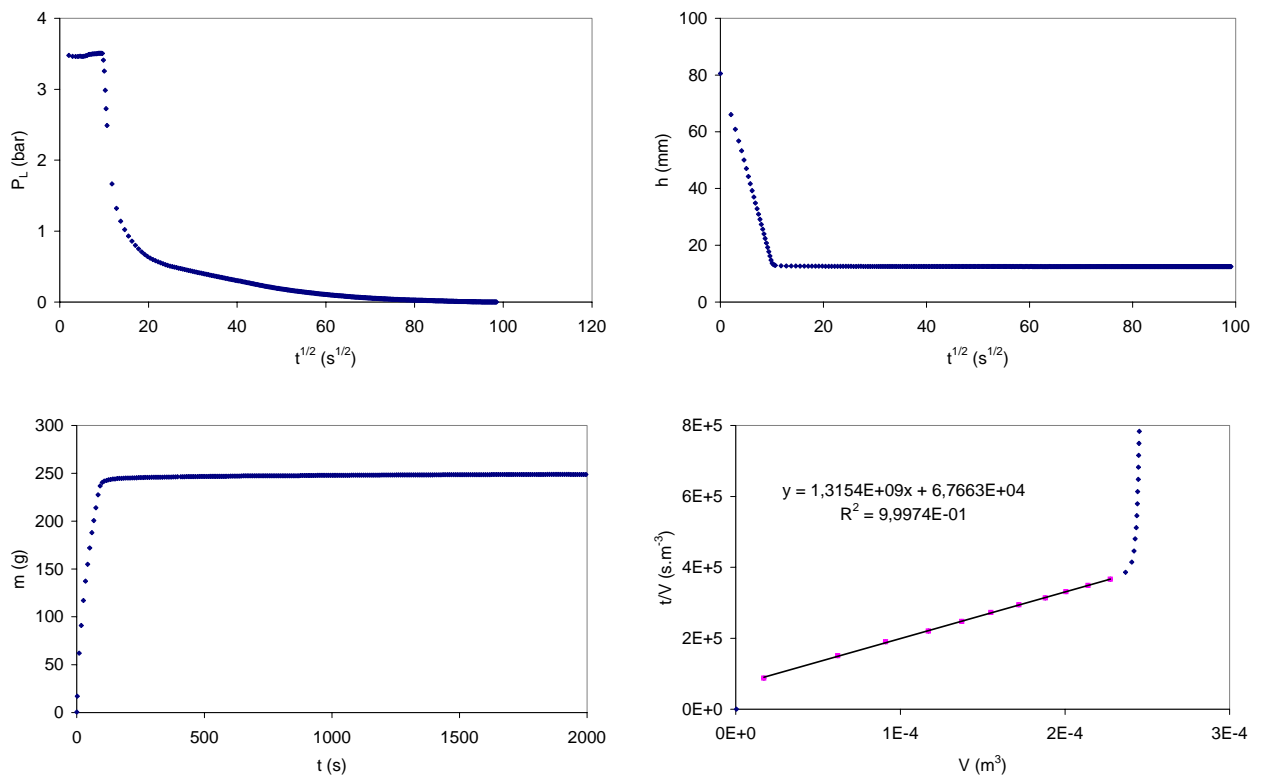 4
3
2
1
0
P_L (bar)
0 20 40 60 80 100 120
t^{1/2} (s^{1/2})
100
80
60
40
20
0
h (mm)
0 20 40 60 80 100
t^{1/2} (s^{1/2})
300
250
200
150
100
50
0
m (g)
0 500 1000 1500 2000
t (s)
8E+5
6E+5
4E+5
2E+5
0E+0
t/V (s.m^{-3})
y = 1,3154E+09x + 6,7663E+04
R^2 = 9,9974E-01
0E+0 1E-4 2E-4 3E-4
V (m^3)